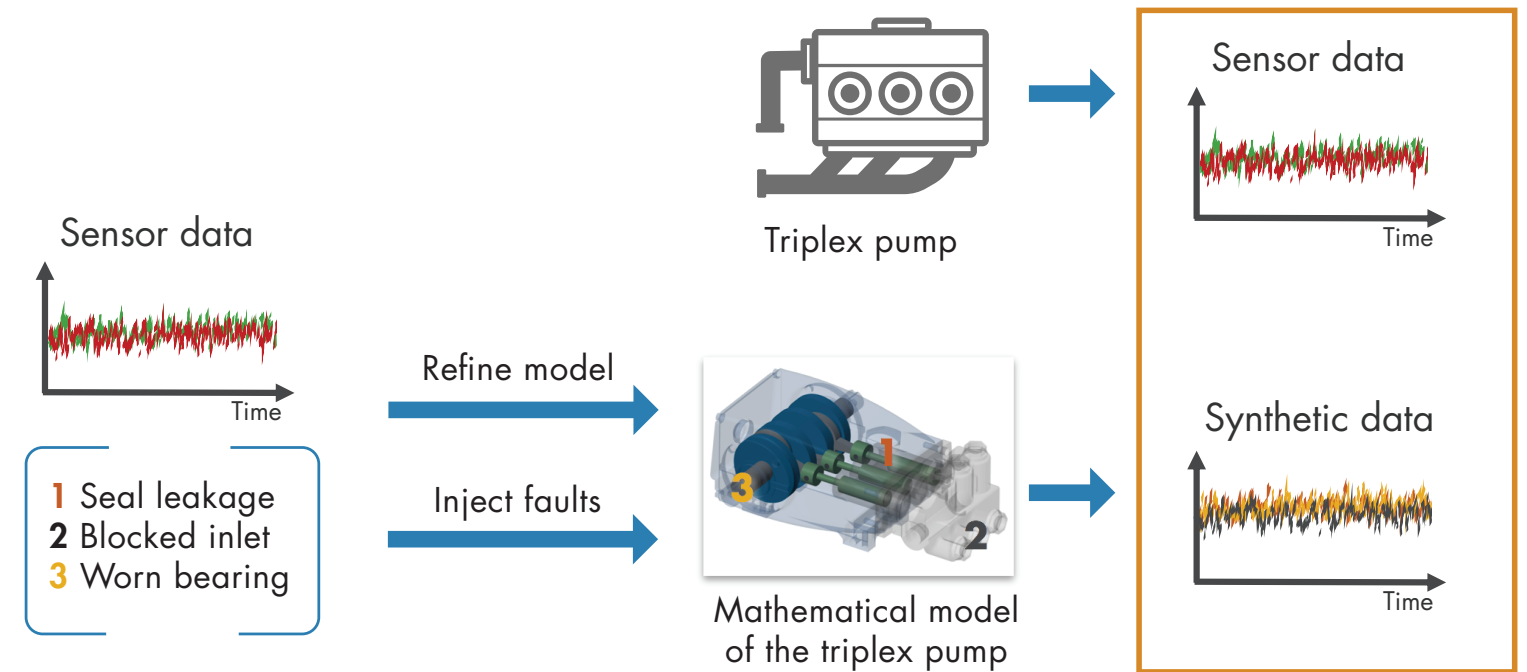 Sensor data
Time
1 Seal leakage
2 Blocked inlet
3 Worn bearing
Refine model
Inject faults
Triplex pump
1
2
3
Mathematical model
of the triplex pump
Sensor data
Time
Synthetic data
Time